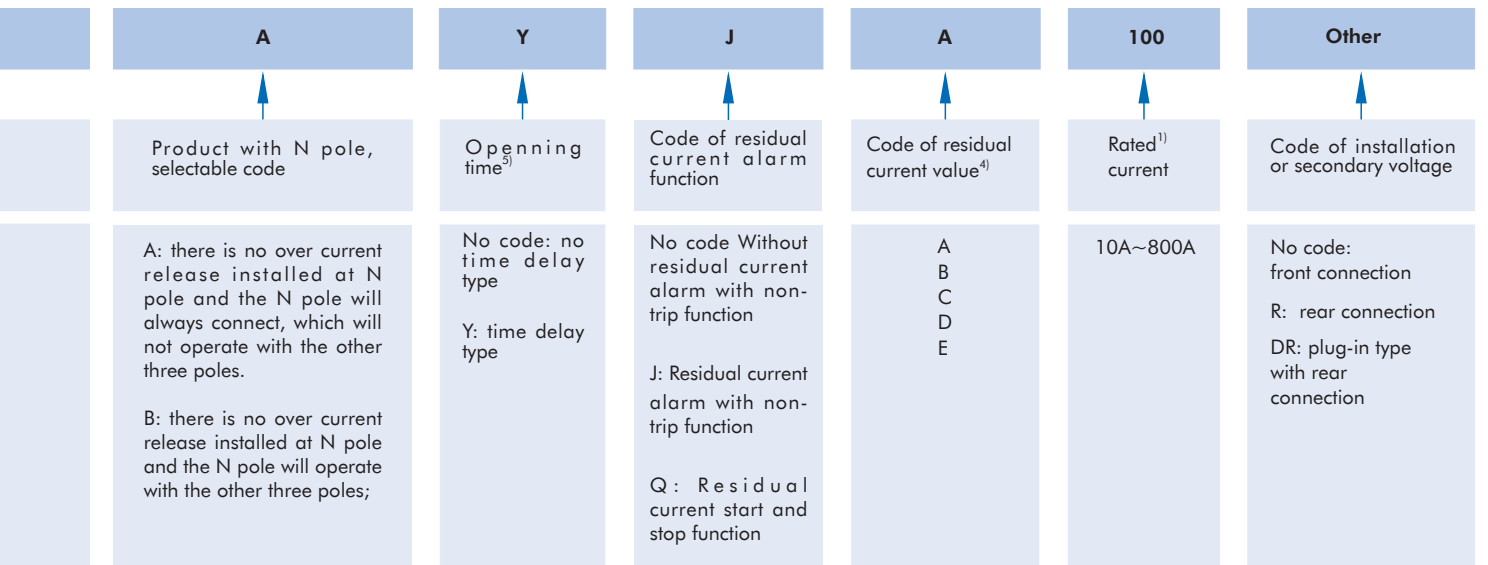 A
Y
J
A
100
Other
Product with N pole,
selectable code
Openning
time5)
Code of residual
current alarm
function
Code of residual
current value4)
Rated1)
current
Code of installation
or secondary voltage
A: there is no over current
release installed at N
pole and the N pole will
always connect, which will
not operate with the other
three poles.
B: there is no over current
release installed at N pole
and the N pole will operate
with the other three poles;
No code: no
time delay
type
Y: time delay
type
No code Without
residual current
alarm with non-
trip function
J: Residual current
alarm with non-
trip function
Q: Residual
current start and
stop function
A
B
C
D
E
10A~800A
No code:
front connection
R: rear connection
DR: plug-in type
with rear
connection